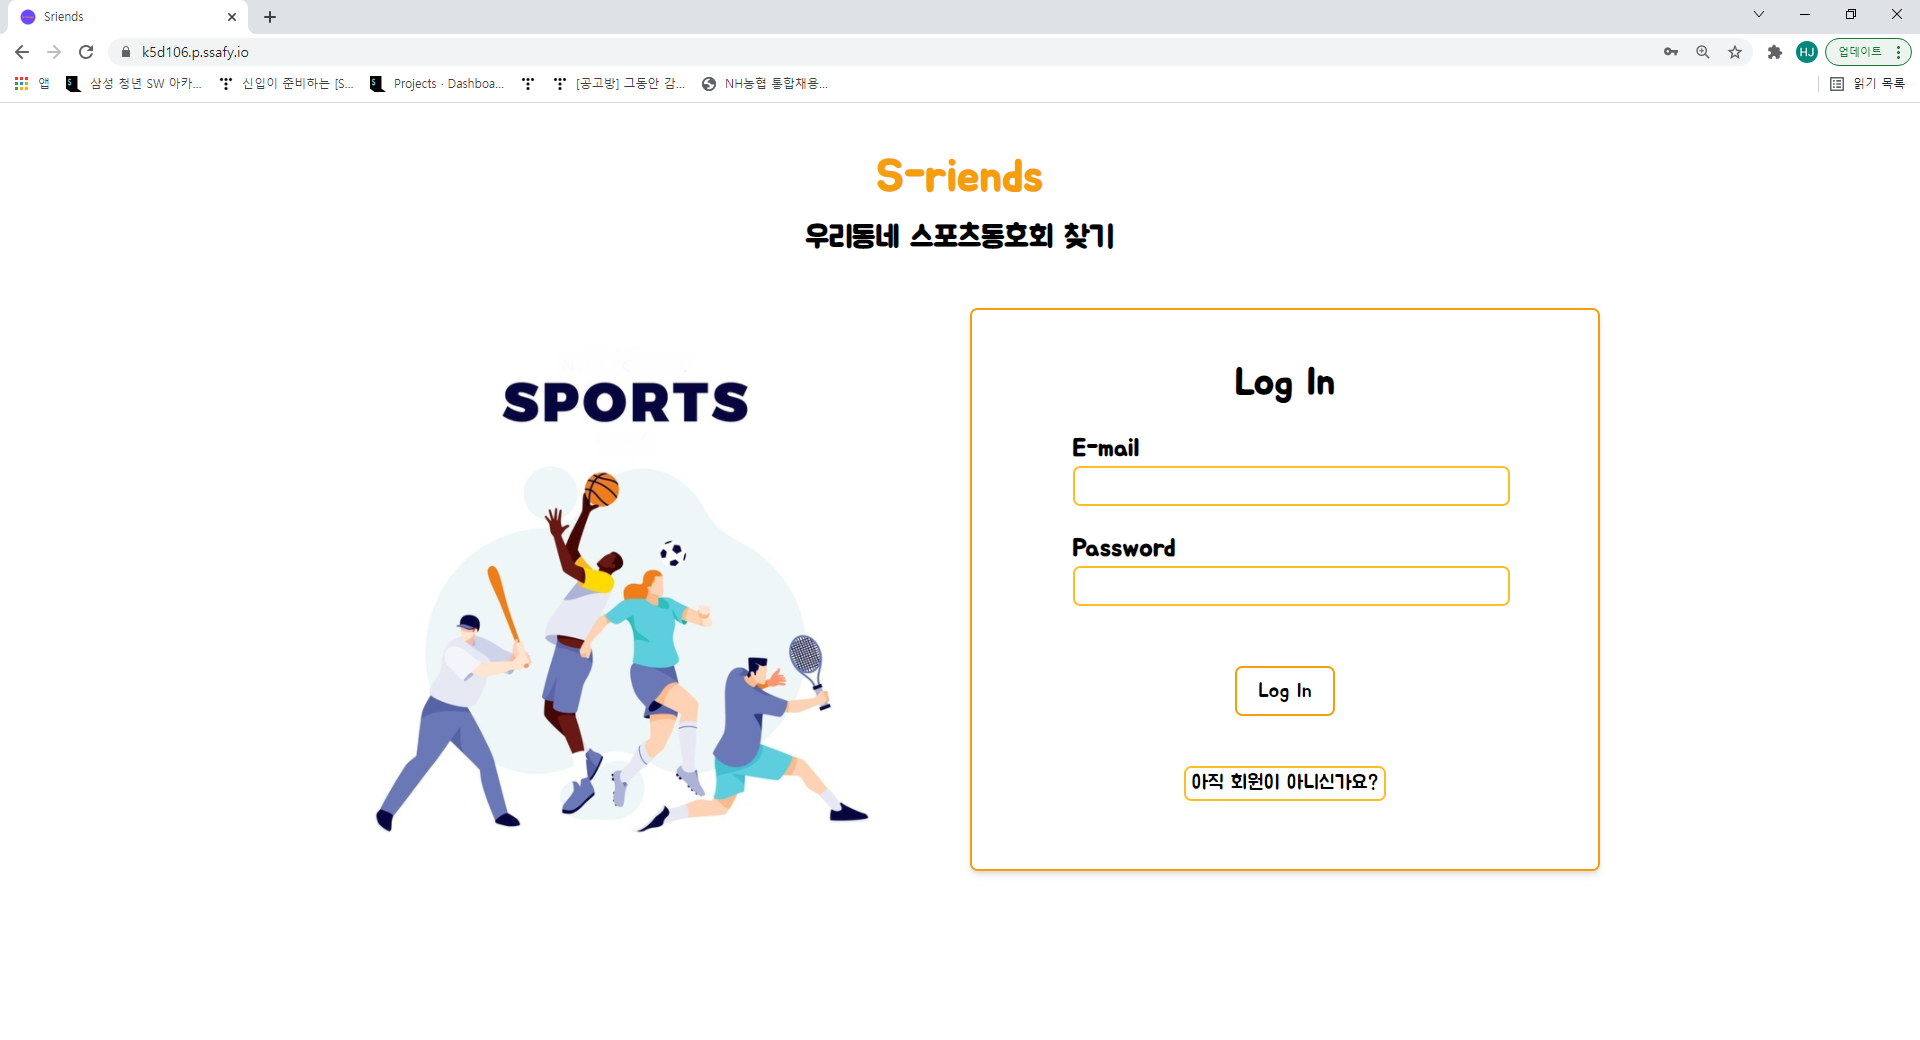 Sriends
k5d106.p.ssafy.io
HJ
업데이트
앱
삼성 청년 SW 아카...
신입이 준비하는 [S...
Projects · Dashboa...
[공고방] 그동안 감...
NH농협 통합채용...
읽기 목록
S-riends
우리동네 스포츠동호회 찾기
SPORTS
Log In
E-mail
Password
Log In
아직 회원이 아니신가요?